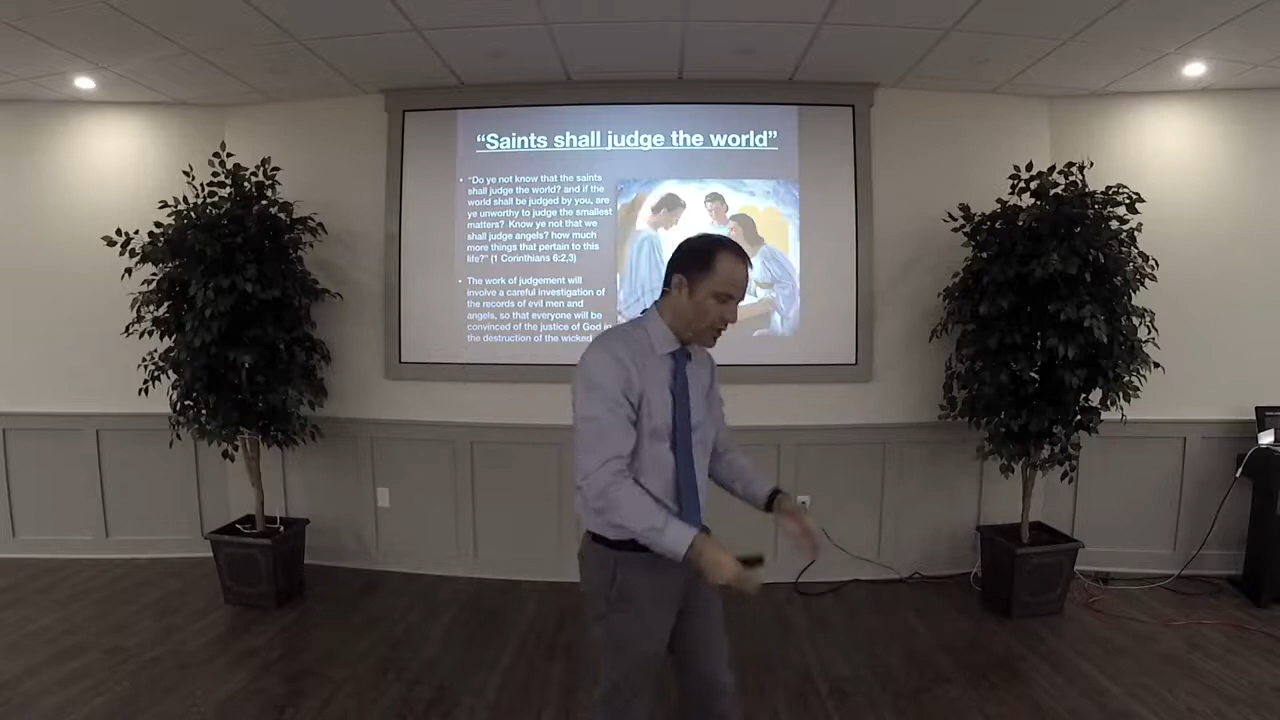 “Saints shall judge the world”
• “Do ye not know that the saints
shall judge the world? and if the
world shall be judged by you, are
ye unworthy to judge the smallest
matters?  Know ye not that we
shall judge angels? how much
more things that pertain to this
life?” (1 Corinthians 6:2,3)
• The work of judgement will
involve a careful investigation of
the records of evil men and
angels, so that everyone will be
convinced of the justice of God in
the destruction of the wicked